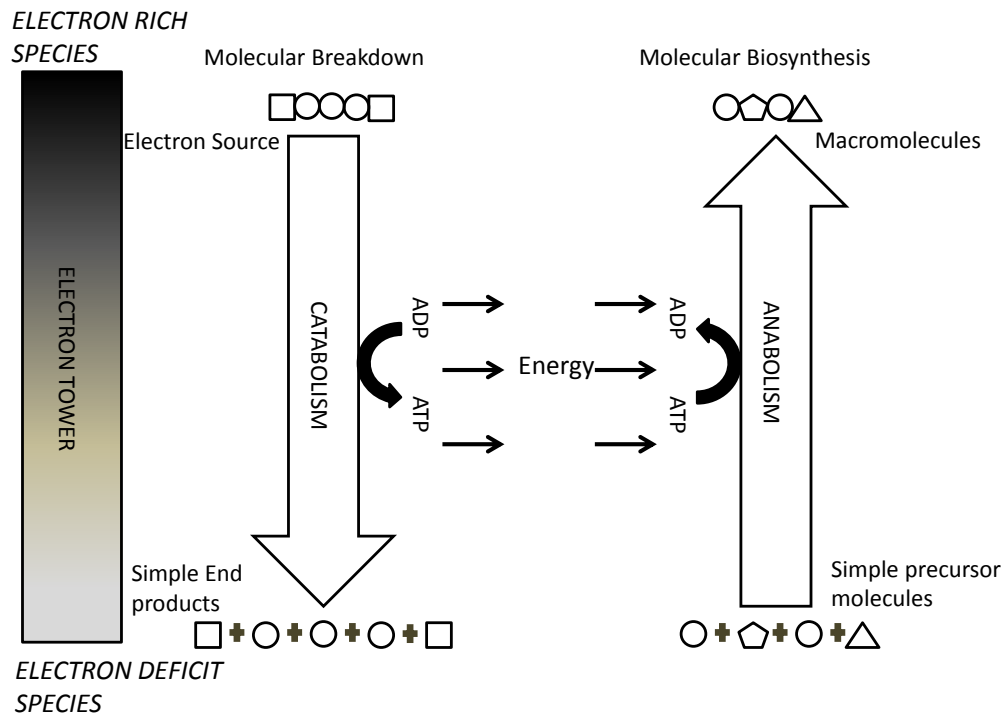 ELECTRON RICH
SPECIES
Molecular Breakdown
Molecular Biosynthesis
Electron Source
Macromolecules
ELECTRON TOWER
CATABOLISM
ADP
ATP
Energy
ADP
ATP
ANABOLISM
Simple End
products
Simple precursor
molecules
ELECTRON DEFICIT
SPECIES